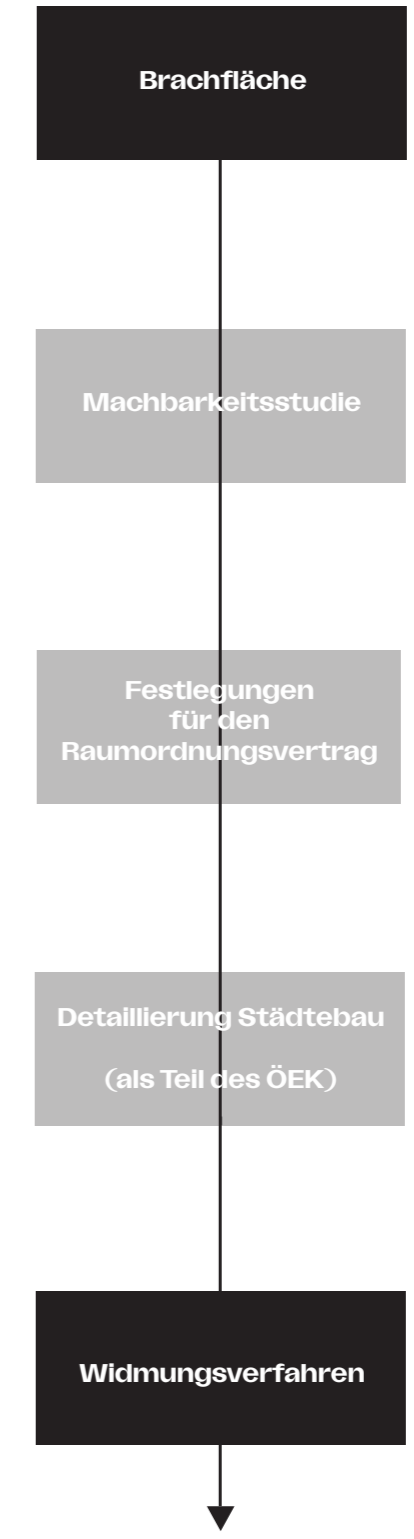 Brachfläche
Machbarkeitsstudie
Festlegungen
für den
Raumordnungsvertrag
Detaillierung Städtebau
(als Teil des ÖEK)
Widmungsverfahren